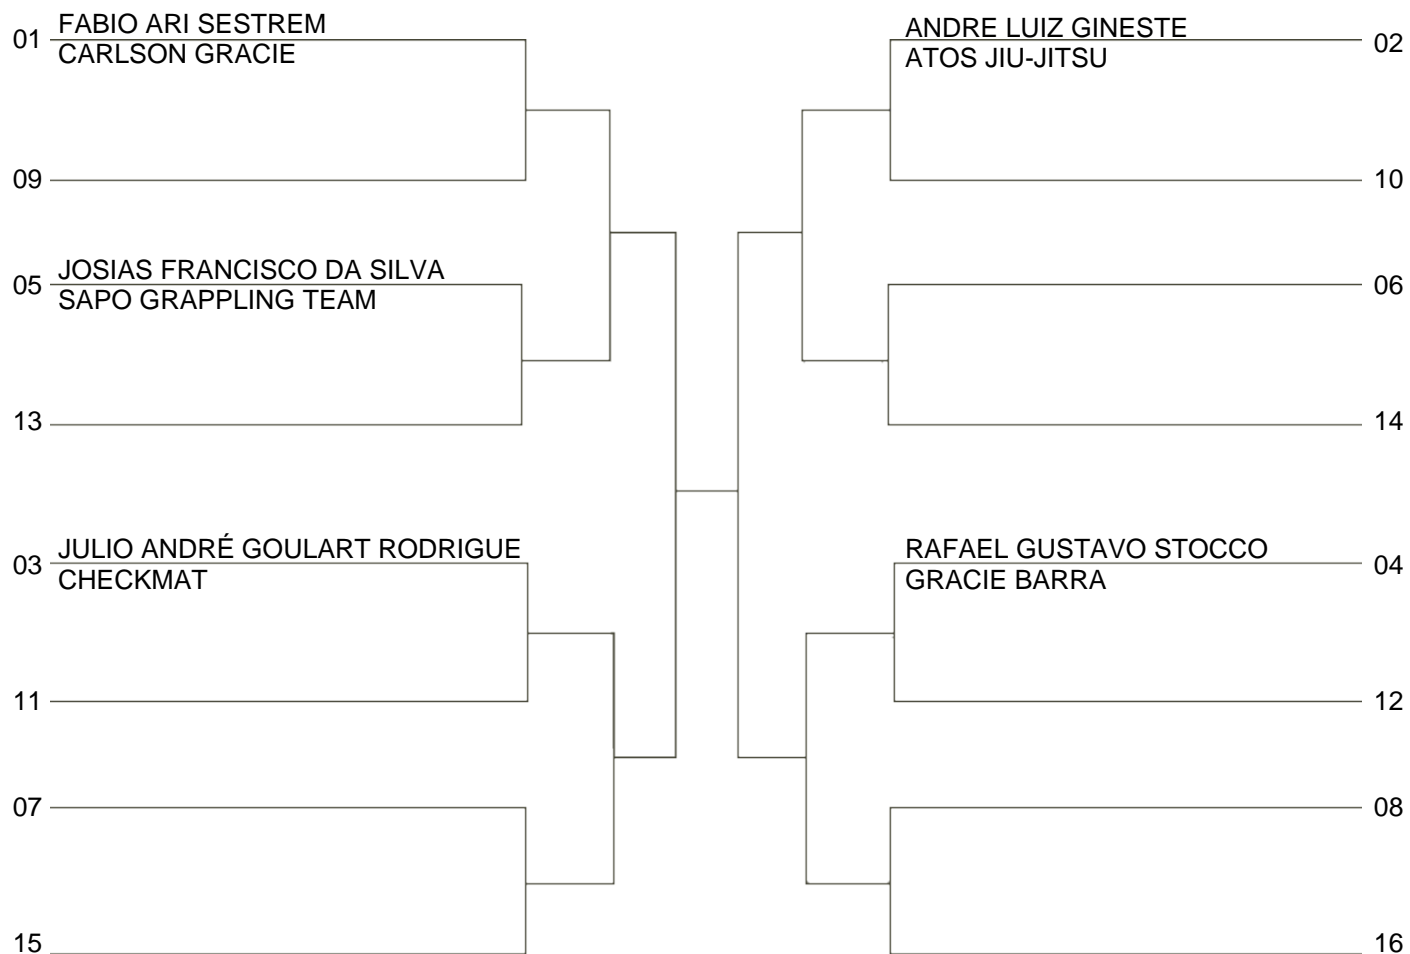 01 FABIO ARI SESTREM
CARLSON GRACIE
09
05 JOSIAS FRANCISCO DA SILVA
SAPO GRAPPLING TEAM
13
03 JULIO ANDRÉ GOULART RODRIGUE
CHECKMAT
11
07
15
ANDRE LUIZ GINESTE 02
ATOS JIU-JITSU
10
06
14
RAFAEL GUSTAVO STOCCO 04
GRACIE BARRA
12
08
16